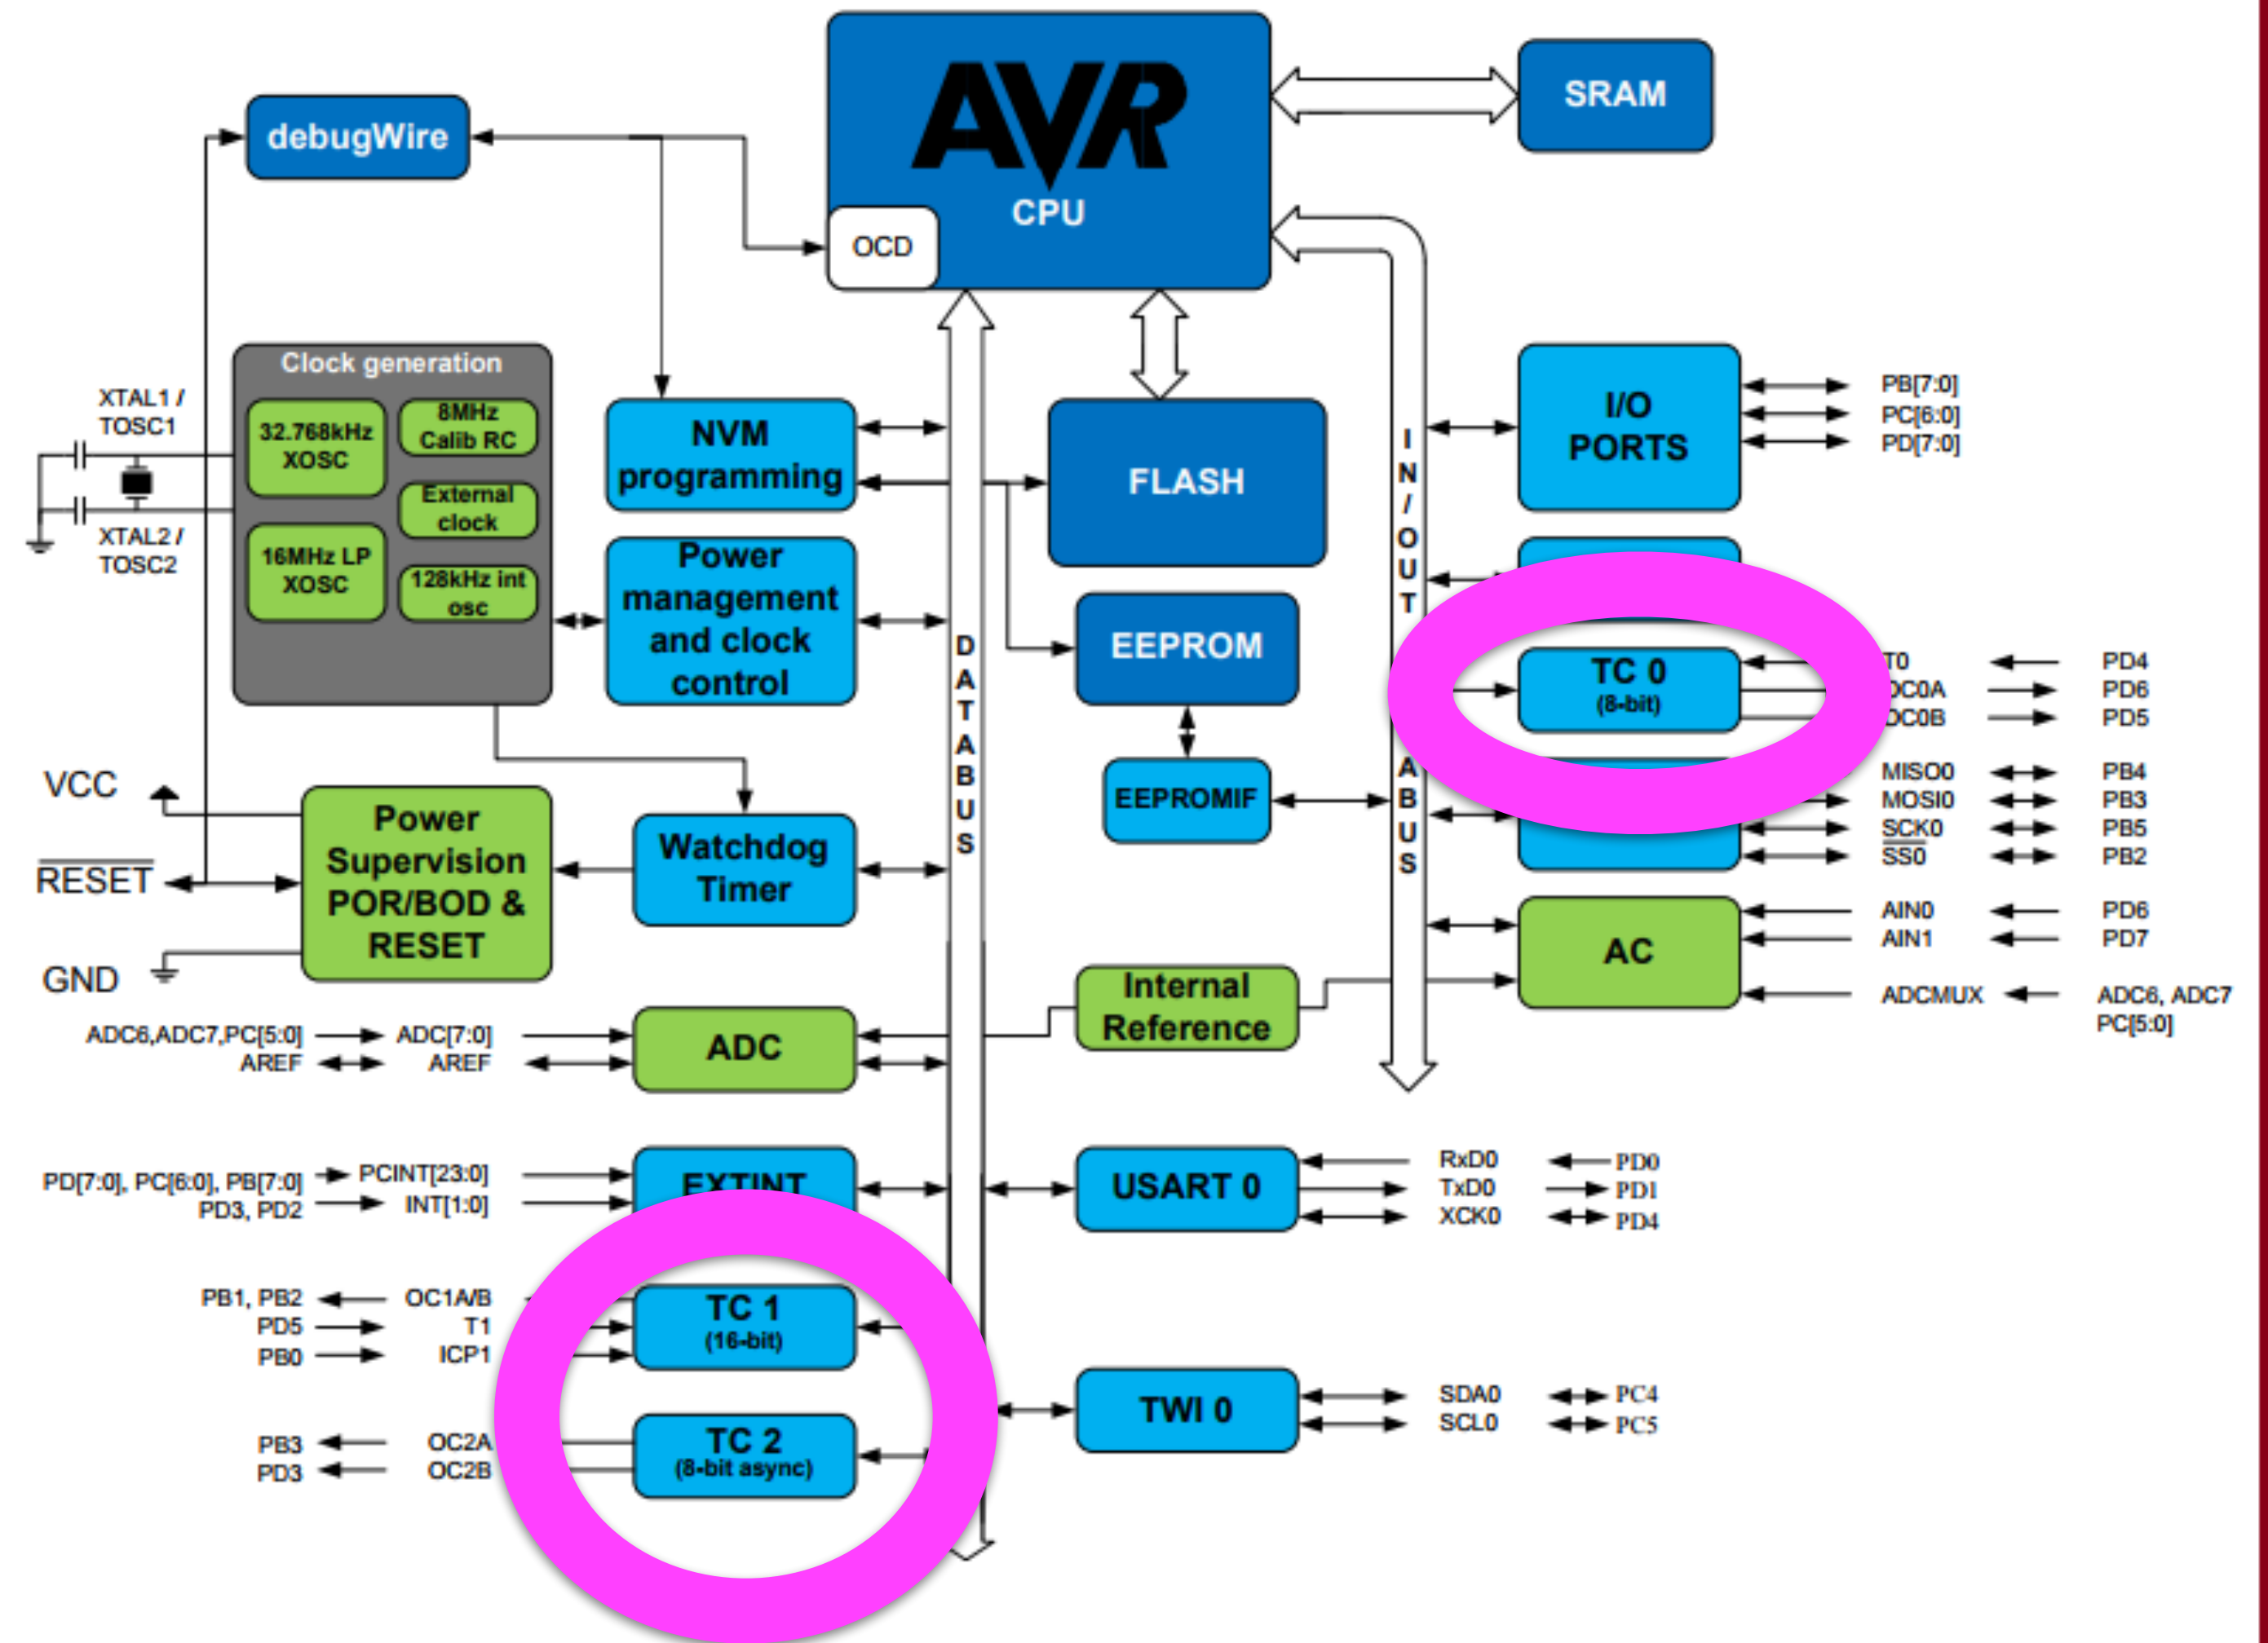 AVR
CPU
OCD
SRAM
debugWire
Clock generation
32.768kHz
XOSC
8MHz
Calib RC
External
clock
16MHz LP
XOSC
128kHz int
osc
XTAL1 /
TOSC1
XTAL2 /
TOSC2
NVM
programming
Power
management
and clock
control
FLASH
EEPROM
EEPROMIF
DATABUS
IN/OUT
ABUS
I/O
PORTS
PB[7:0]
PC[6:0]
PD[7:0]
TC 0
(8-bit)
T0 PD4
OC0A PD6
OC0B PD5
MISO0 PB4
MOSI0 PB3
SCK0 PB5
SS0 PB2
AC
AIN0 PD6
AIN1 PD7
ADCMUX ADC6, ADC7
PC[5:0]
VCC
RESET
GND
Power
Supervision
POR/BOD &
RESET
Watchdog
Timer
Internal
Reference
ADC6,ADC7,PC[5:0] ADC[7:0]
AREF AREF
ADC
PD[7:0], PC[6:0], PB[7:0] PCINT[23:0]
PD3, PD2 INT[1:0]
EXTINT
USART 0
RxD0 PD0
TxD0 PD1
XCK0 PD4
PB1, PB2 OC1A/B
PD5 T1
PB0 ICP1
TC 1
(16-bit)
PB3 OC2A
PD3 OC2B
TC 2
(8-bit async)
TWI 0
SDA0 PC4
SCL0 PC5